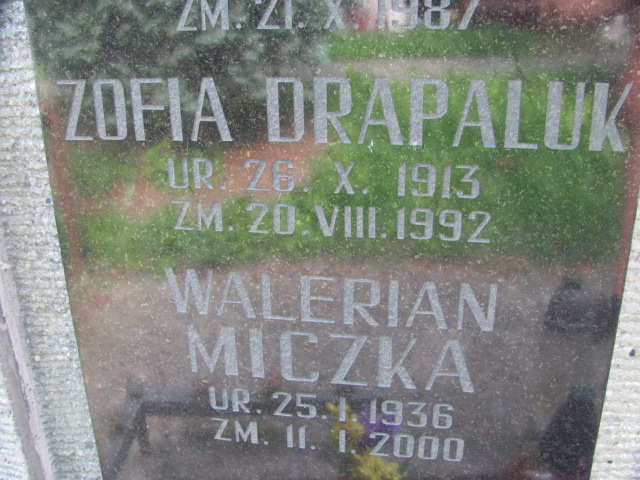 ZM. 21. X. 1987
ZOFIA DRAPALUK
UR. 26. X. 1913
ZM. 20. VIII. 1992
WALERIAN
MICZKA
UR. 25. I. 1936
ZM. 11. I. 2000